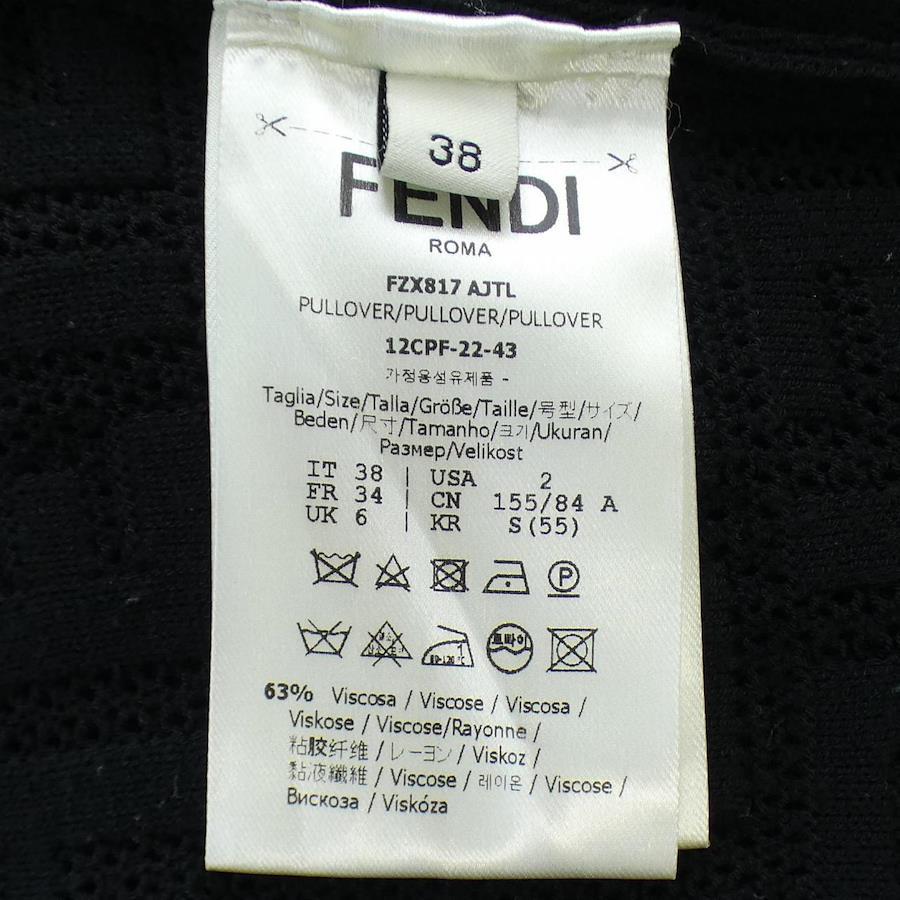 38
FENDI
ROMA
FZX817 AJTL
PULLOVER/PULLOVER/PULLOVER
12CPF-22-43
가정용섬유제품 -
Taglia/Size/Talla/Größe/Taille/号型/サイズ/
Beden/尺寸/Tamanho/크기/Ukuran/
Размер/Velikost
IT 38 | USA 2
FR 34 | CN 155/84 A
UK 6 | KR S(55)
P
드라이
63% Viscosa / Viscose / Viscosa /
Viskose / Viscose/Rayonne /
粘胶纤维 / レーヨン / Viskoz /
黏液纖維 / Viscose / 레이온 / Viscose /
Вискоза / Viskóza